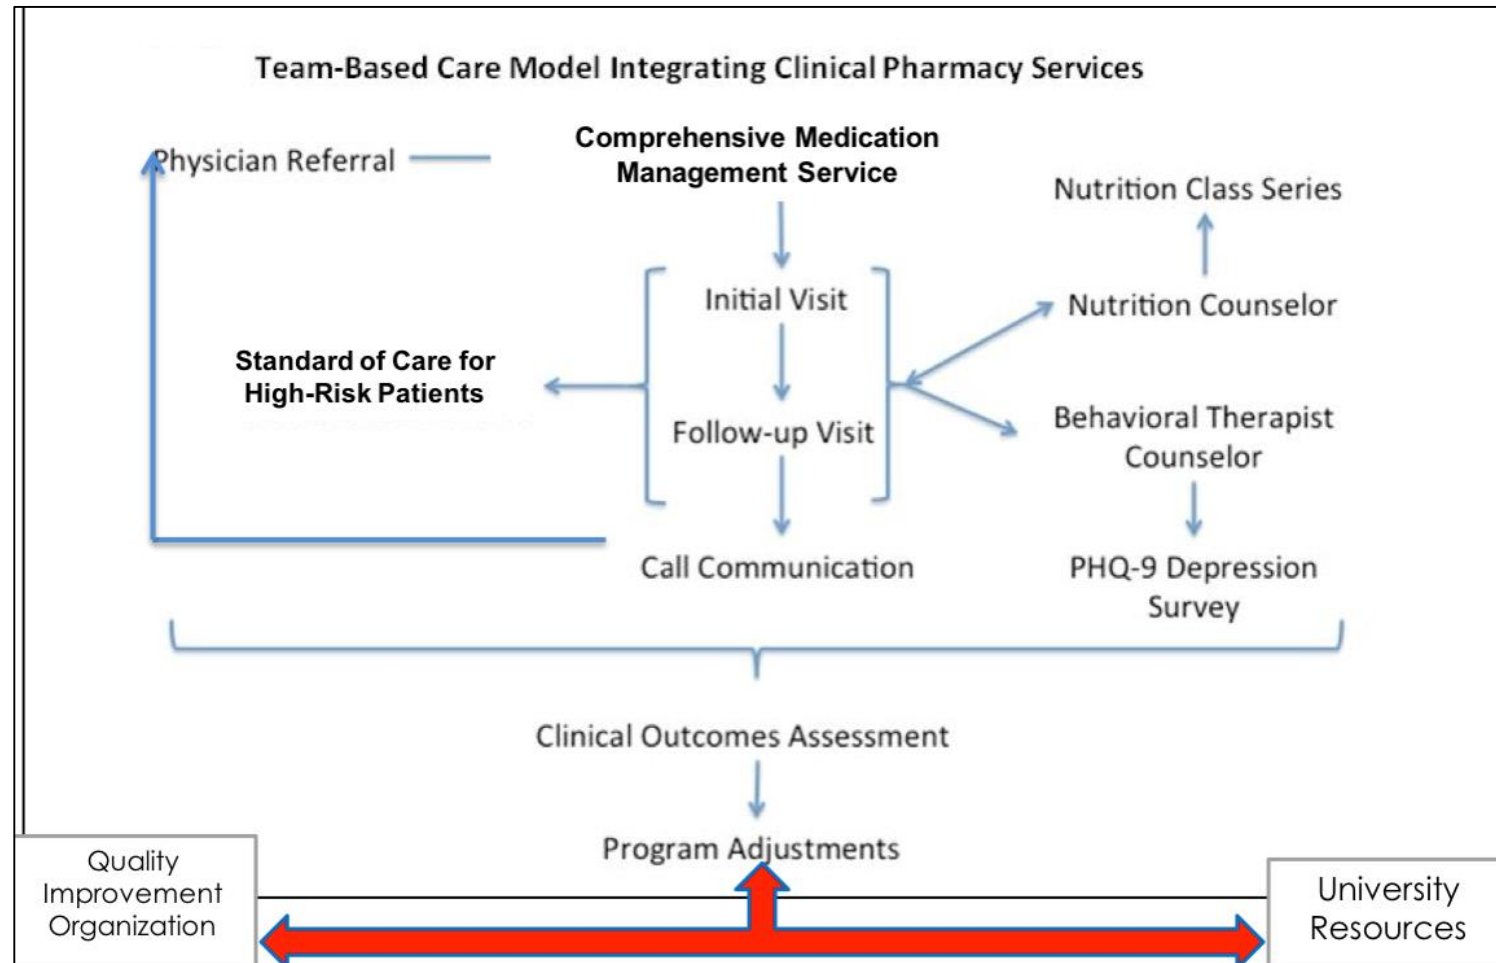 Team-Based Care Model Integrating Clinical Pharmacy Services
Physician Referral
Comprehensive Medication
Management Service
Nutrition Class Series
Initial Visit
Nutrition Counselor
Standard of Care for
High-Risk Patients
Follow-up Visit
Behavioral Therapist
Counselor
Call Communication
PHQ-9 Depression
Survey
Clinical Outcomes Assessment
Program Adjustments
Quality
Improvement
Organization
University
Resources